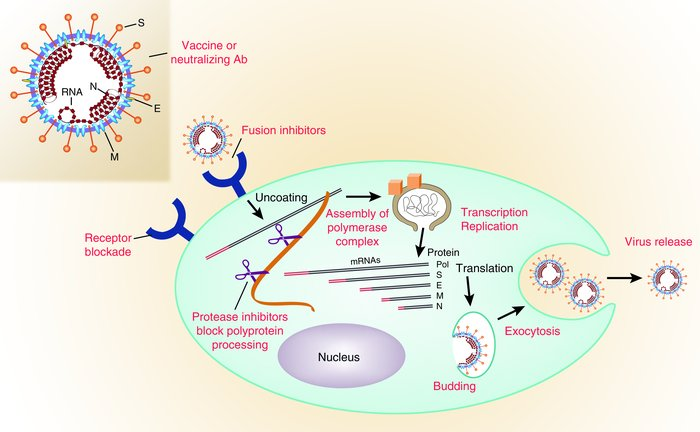 S
Vaccine or
neutralizing Ab
RNA
N
E
M
Fusion inhibitors
Uncoating
Receptor
blockade
Assembly of
polymerase
complex
Transcription
Replication
Protein
mRNAs
Pol
S
E
M
N
Translation
Protease inhibitors
block polyprotein
processing
Nucleus
Budding
Exocytosis
Virus release